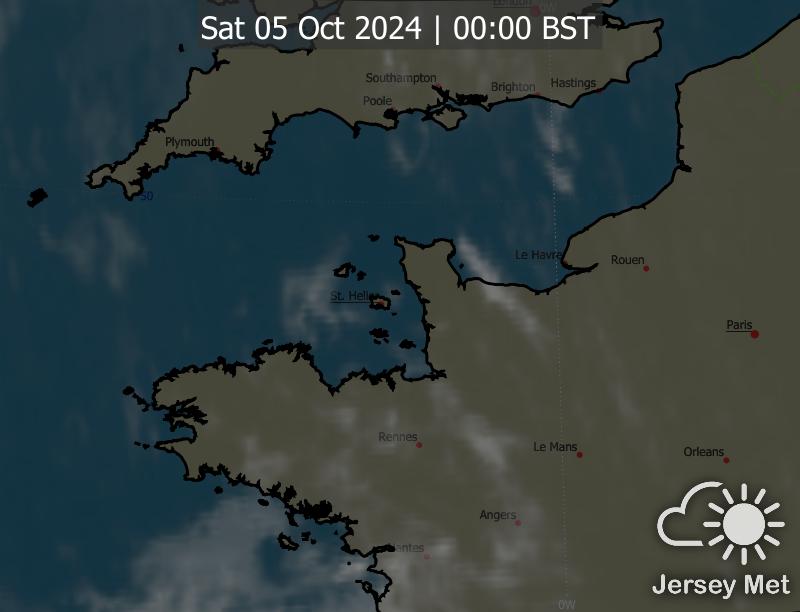 London
0W
Sat 05 Oct 2024 | 00:00 BST
Southampton
Brighton
Hastings
Poole
Plymouth
50
Le Havre
Rouen
St. Helier
Paris
Rennes
Le Mans
Orleans
Angers
Nantes
Jersey Met
0W